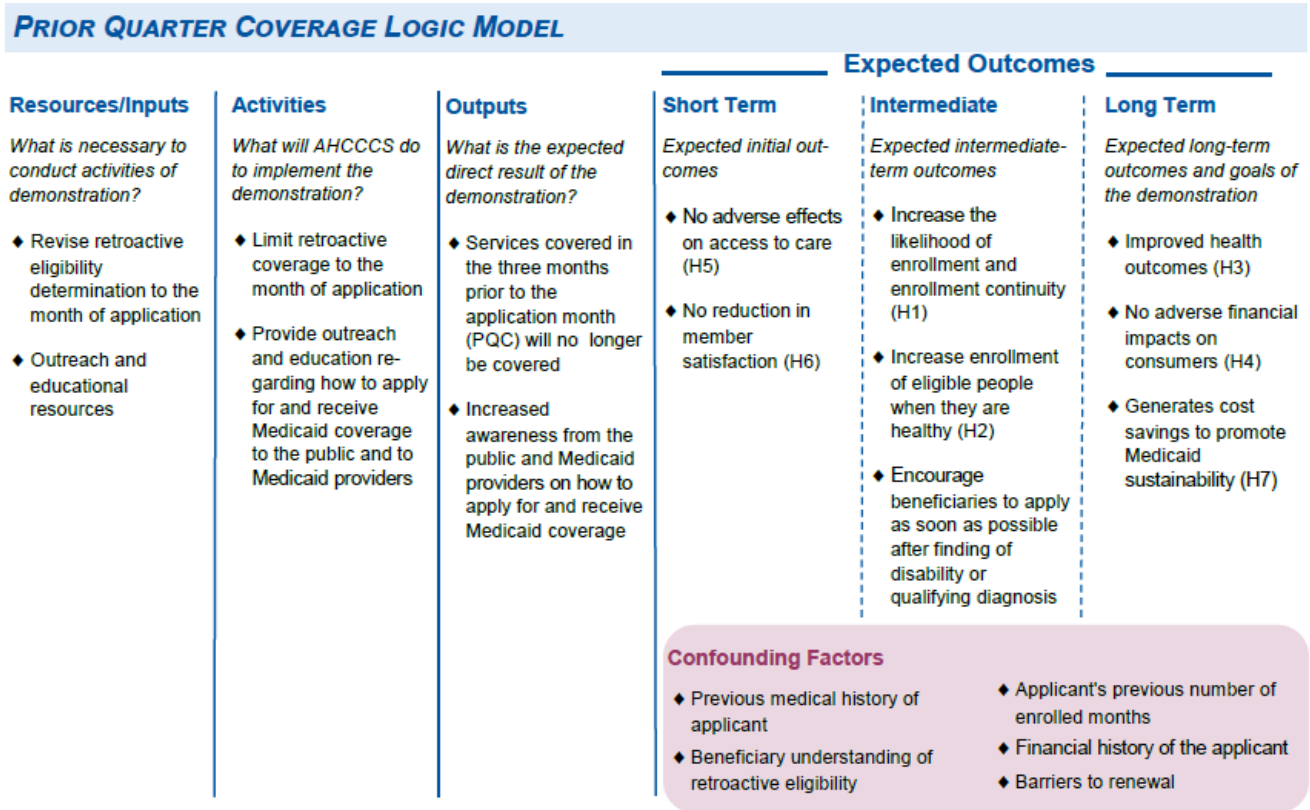 PRIOR QUARTER COVERAGE LOGIC MODEL
Expected Outcomes
Resources/Inputs
What is necessary to
conduct activities of
demonstration?
♦ Revise retroactive
eligibility
determination to the
month of application
♦ Outreach and
educational
resources
Activities
What will AHCCCS do
to implement the
demonstration?
♦ Limit retroactive
coverage to the
month of application
♦ Provide outreach
and education re-
garding how to apply
for and receive
Medicaid coverage
to the public and to
Medicaid providers
Outputs
What is the expected
direct result of the
demonstration?
♦ Services covered in
the three months
prior to the
application month
(PQC) will no longer
be covered
♦ Increased
awareness from the
public and Medicaid
providers on how to
apply for and receive
Medicaid coverage
Short Term
Expected initial out-
comes
♦ No adverse effects
on access to care
(H5)
♦ No reduction in
member
satisfaction (H6)
Intermediate
Expected intermediate-
term outcomes
♦ Increase the
likelihood of
enrollment and
enrollment continuity
(H1)
♦ Increase enrollment
of eligible people
when they are
healthy (H2)
♦ Encourage
beneficiaries to apply
as soon as possible
after finding of
disability or
qualifying diagnosis
Long Term
Expected long-term
outcomes and goals of
the demonstration
♦ Improved health
outcomes (H3)
♦ No adverse financial
impacts on
consumers (H4)
♦ Generates cost
savings to promote
Medicaid
sustainability (H7)
Confounding Factors
♦ Previous medical history of
applicant
♦ Beneficiary understanding of
retroactive eligibility
♦ Applicant's previous number of
enrolled months
♦ Financial history of the applicant
♦ Barriers to renewal